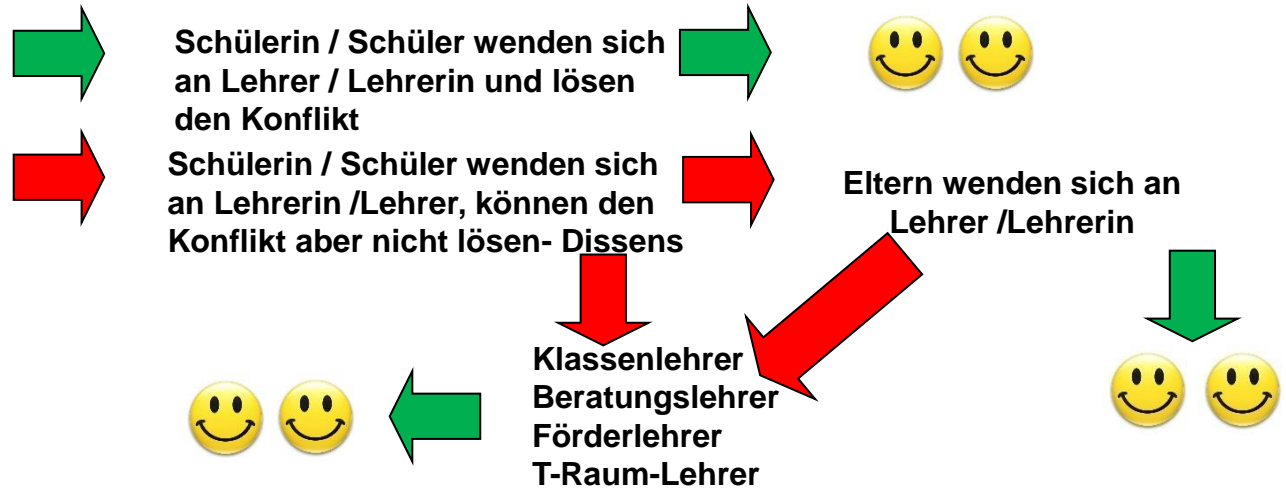 Schülerin / Schüler wenden sich
an Lehrer / Lehrerin und lösen
den Konflikt
Schülerin / Schüler wenden sich
an Lehrerin /Lehrer, können den
Konflikt aber nicht lösen- Dissens
Eltern wenden sich an
Lehrer /Lehrerin
Klassenlehrer
Beratungslehrer
Förderlehrer
T-Raum-Lehrer